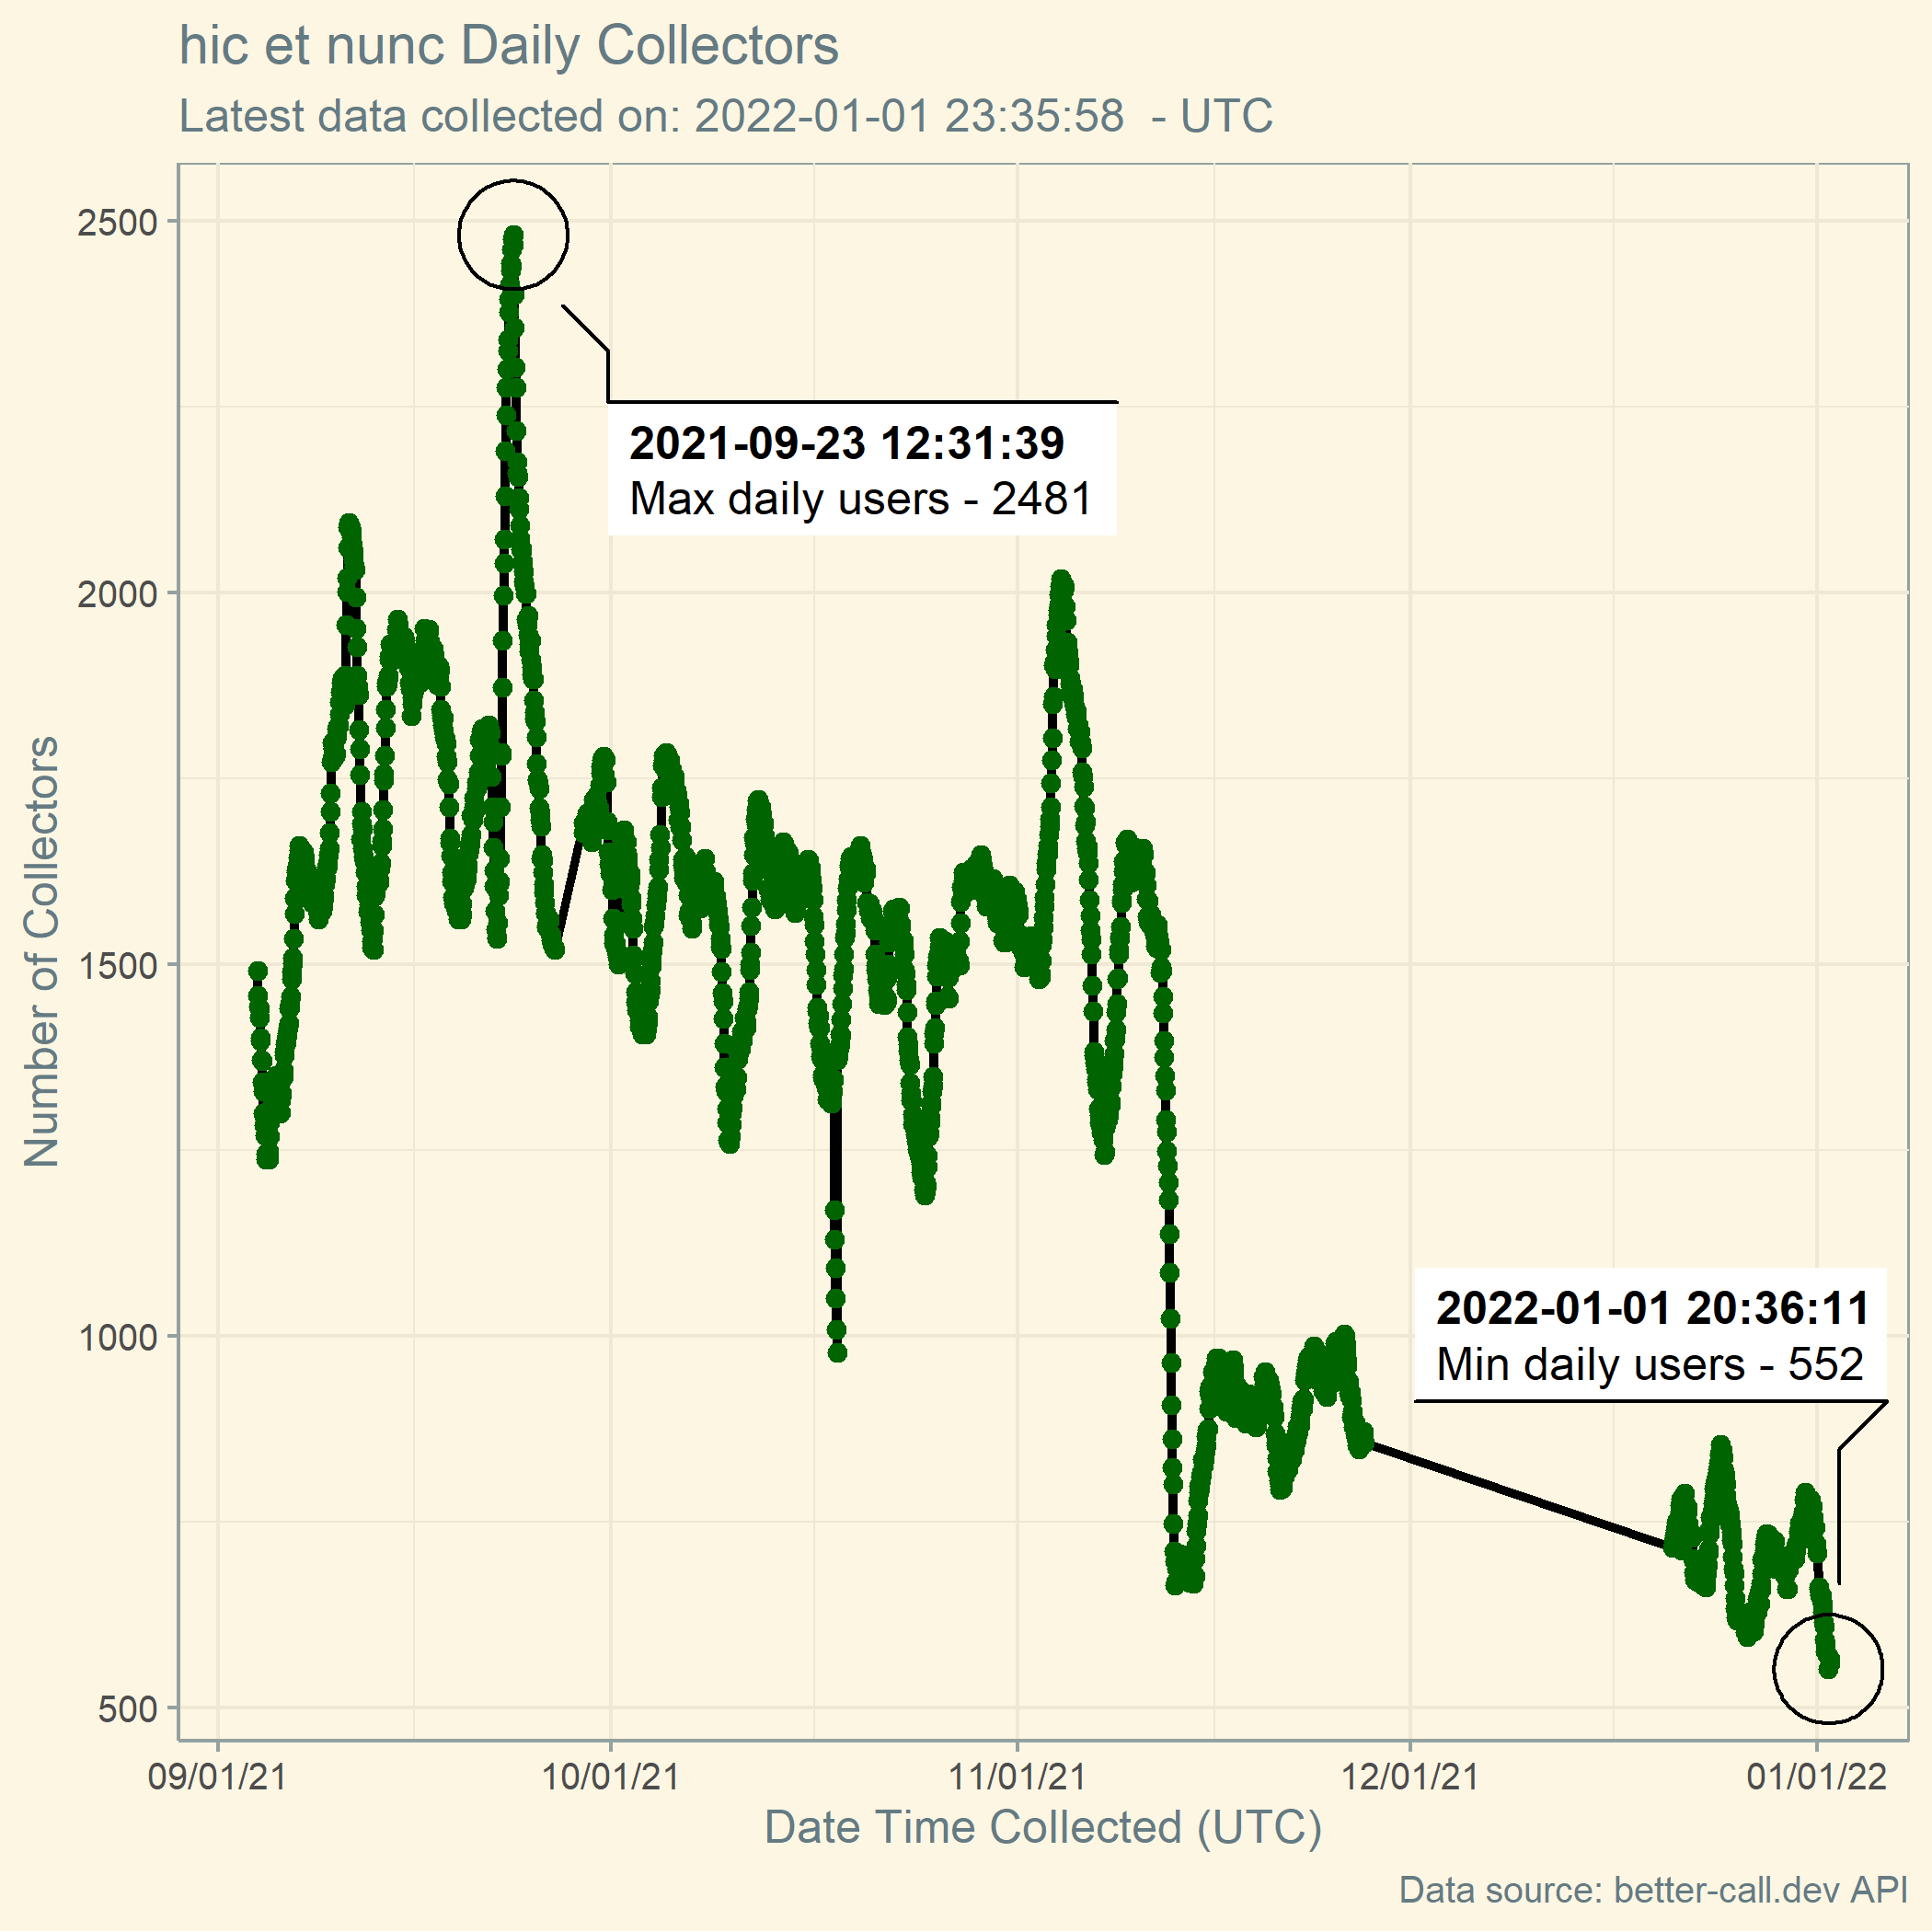 hic et nunc Daily Collectors
Latest data collected on: 2022-01-01 23:35:58  - UTC
Number of Collectors
2500
2000
1500
1000
500
2021-09-23 12:31:39
Max daily users - 2481
2022-01-01 20:36:11
Min daily users - 552
09/01/21
10/01/21
11/01/21
12/01/21
01/01/22
Date Time Collected (UTC)
Data source: better-call.dev API